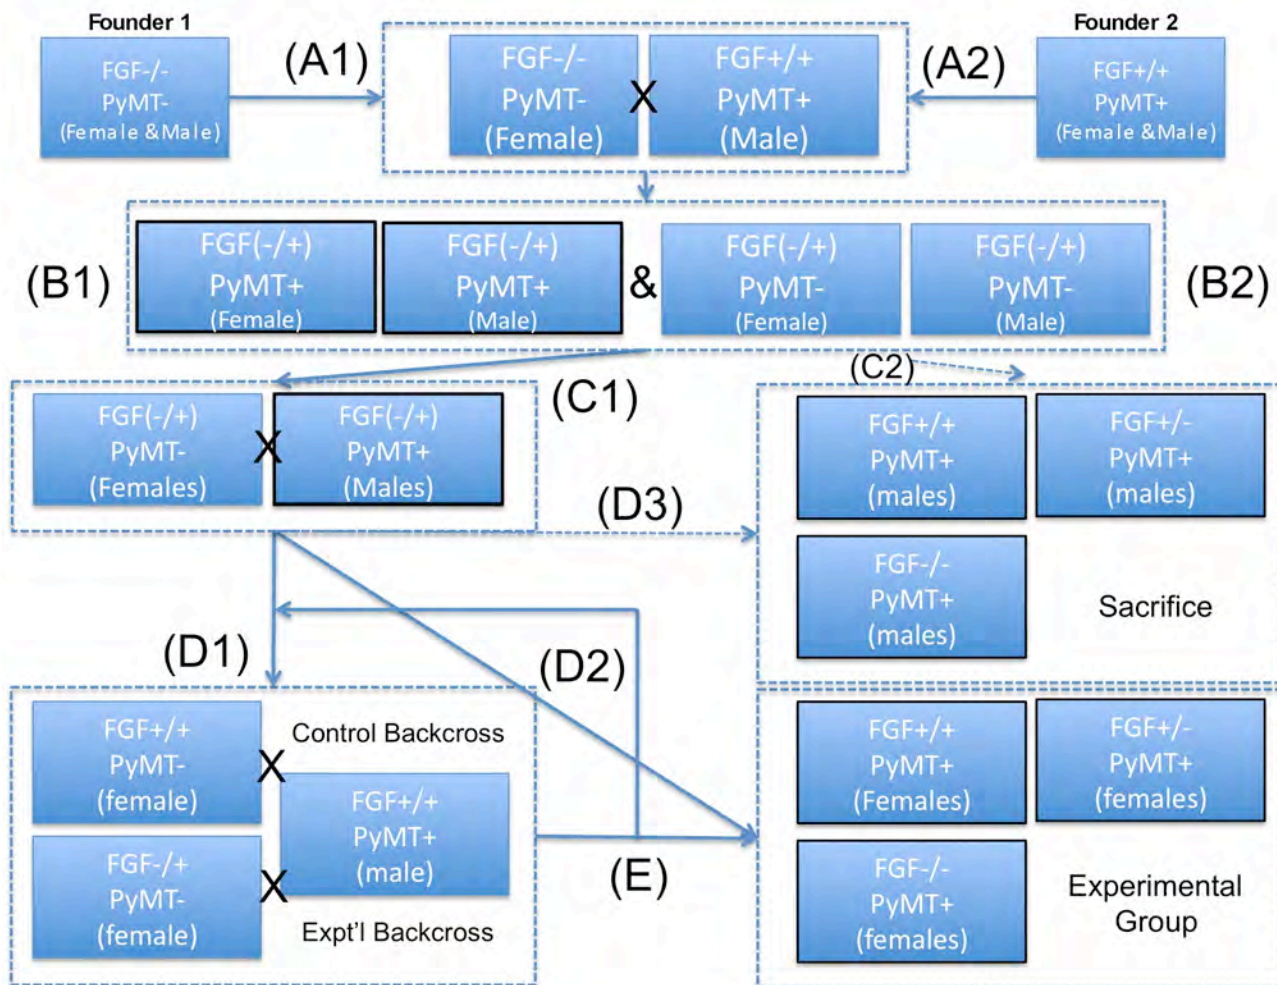 Founder 1
FGF-/-
PyMT-
(Female &Male)
(A1)
FGF-/-
PyMT-
(Female)
X
FGF+/+
PyMT+
(Male)
(A2)
Founder 2
FGF+/+
PyMT+
(Female &Male)
(B1)
FGF(-/+)
PyMT+
(Female)
FGF(-/+)
PyMT+
(Male)
&
FGF(-/+)
PyMT-
(Female)
FGF(-/+)
PyMT-
(Male)
(B2)
FGF(-/+)
PyMT-
(Females)
X
FGF(-/+)
PyMT+
(Males)
(C1)
(C2)
FGF+/+
PyMT+
(males)
FGF+/-
PyMT+
(males)
FGF-/-
PyMT+
(males)
Sacrifice
(D3)
(D1)
(D2)
FGF+/+
PyMT-
(female)
X
Control Backcross
FGF+/+
PyMT+
(male)
FGF-/+
PyMT-
(female)
X
Expt'l Backcross
(E)
FGF+/+
PyMT+
(Females)
FGF+/-
PyMT+
(females)
FGF-/-
PyMT+
(females)
Experimental
Group